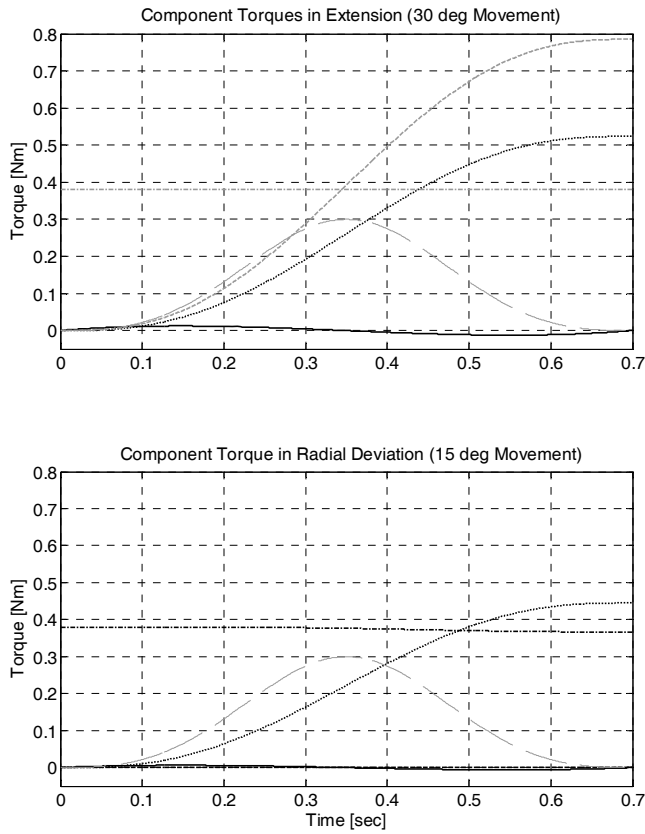 Component Torques in Extension (30 deg Movement)
0.8
0.7
0.6
0.5
0.4
0.3
0.2
0.1
0
Torque [Nm]
0 0.1 0.2 0.3 0.4 0.5 0.6 0.7
Component Torque in Radial Deviation (15 deg Movement)
0.8
0.7
0.6
0.5
0.4
0.3
0.2
0.1
0
Torque [Nm]
0 0.1 0.2 0.3 0.4 0.5 0.6 0.7
Time [sec]